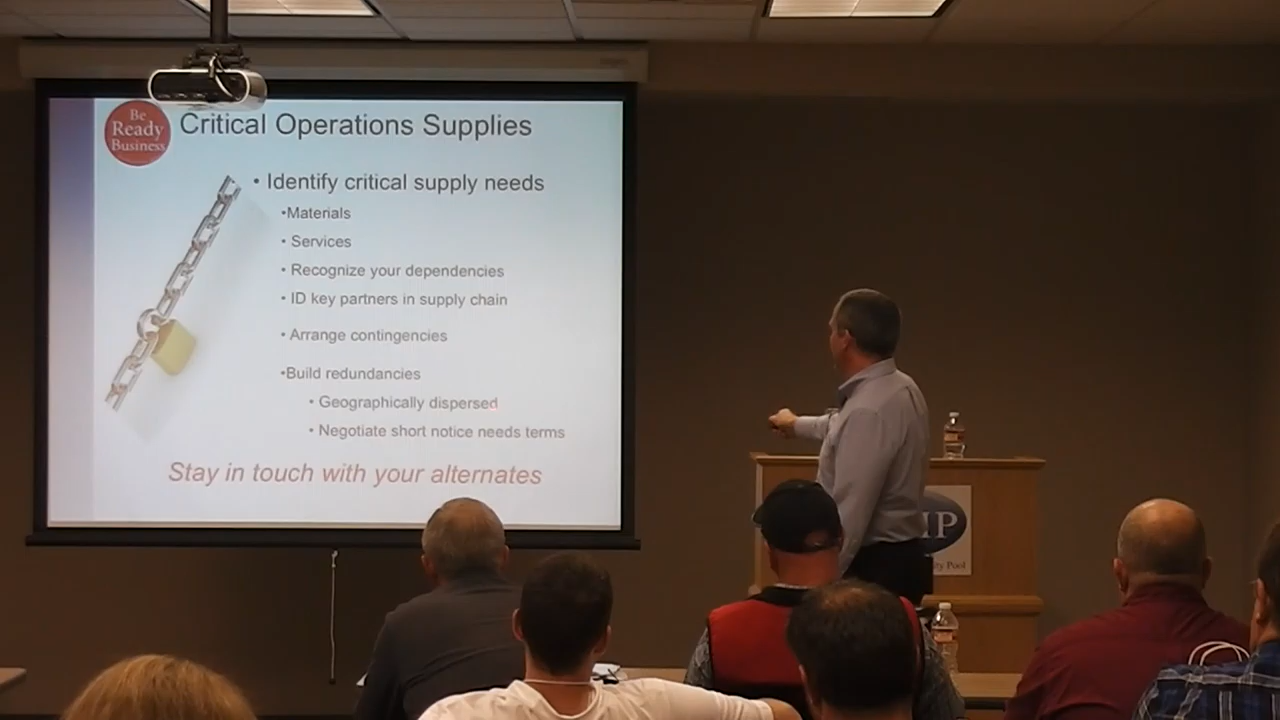 Be
Ready
Business
Critical Operations Supplies
• Identify critical supply needs
•Materials
• Services
• Recognize your dependencies
• ID key partners in supply chain
• Arrange contingencies
•Build redundancies
• Geographically dispersed
• Negotiate short notice needs terms
Stay in touch with your alternates
IP
Pool